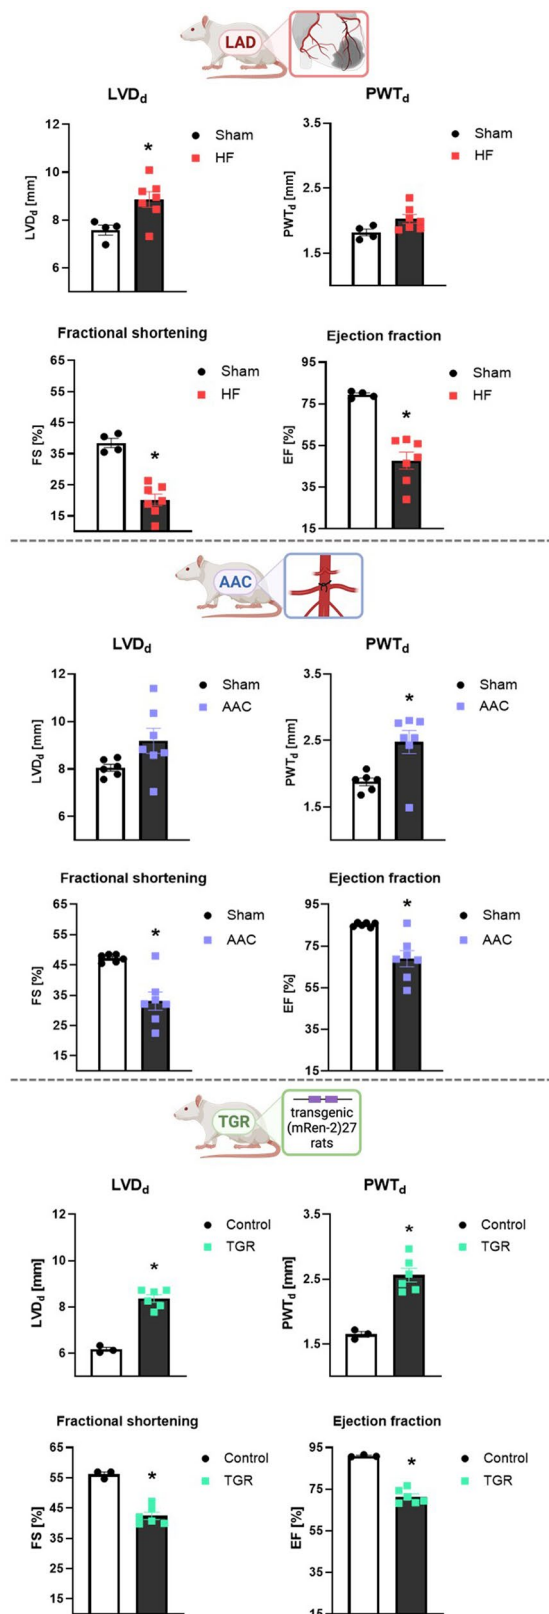 LAD
LVDd PWTd
12
10
8
6
LVDd [mm]
*
Sham
HF
3.5
2.5
1.5
PWTd [mm]
Sham
HF
Fractional shortening Ejection fraction
65
55
45
35
25
15
FS [%]
*
Sham
HF
95
75
55
35
15
EF [%]
*
Sham
HF
AAC
LVDd PWTd
12
10
8
6
LVDd [mm]
Sham
AAC
3.5
2.5
1.5
PWTd [mm]
*
Sham
AAC
Fractional shortening Ejection fraction
65
55
45
35
25
15
FS [%]
*
Sham
AAC
95
75
55
35
15
EF [%]
*
Sham
AAC
TGR
transgenic
(mRen-2)27
rats
LVDd PWTd
12
10
8
6
LVDd [mm]
*
Control
TGR
3.5
2.5
1.5
PWTd [mm]
*
Control
TGR
Fractional shortening Ejection fraction
65
55
45
35
25
15
FS [%]
*
Control
TGR
95
75
55
35
15
EF [%]
*
Control
TGR